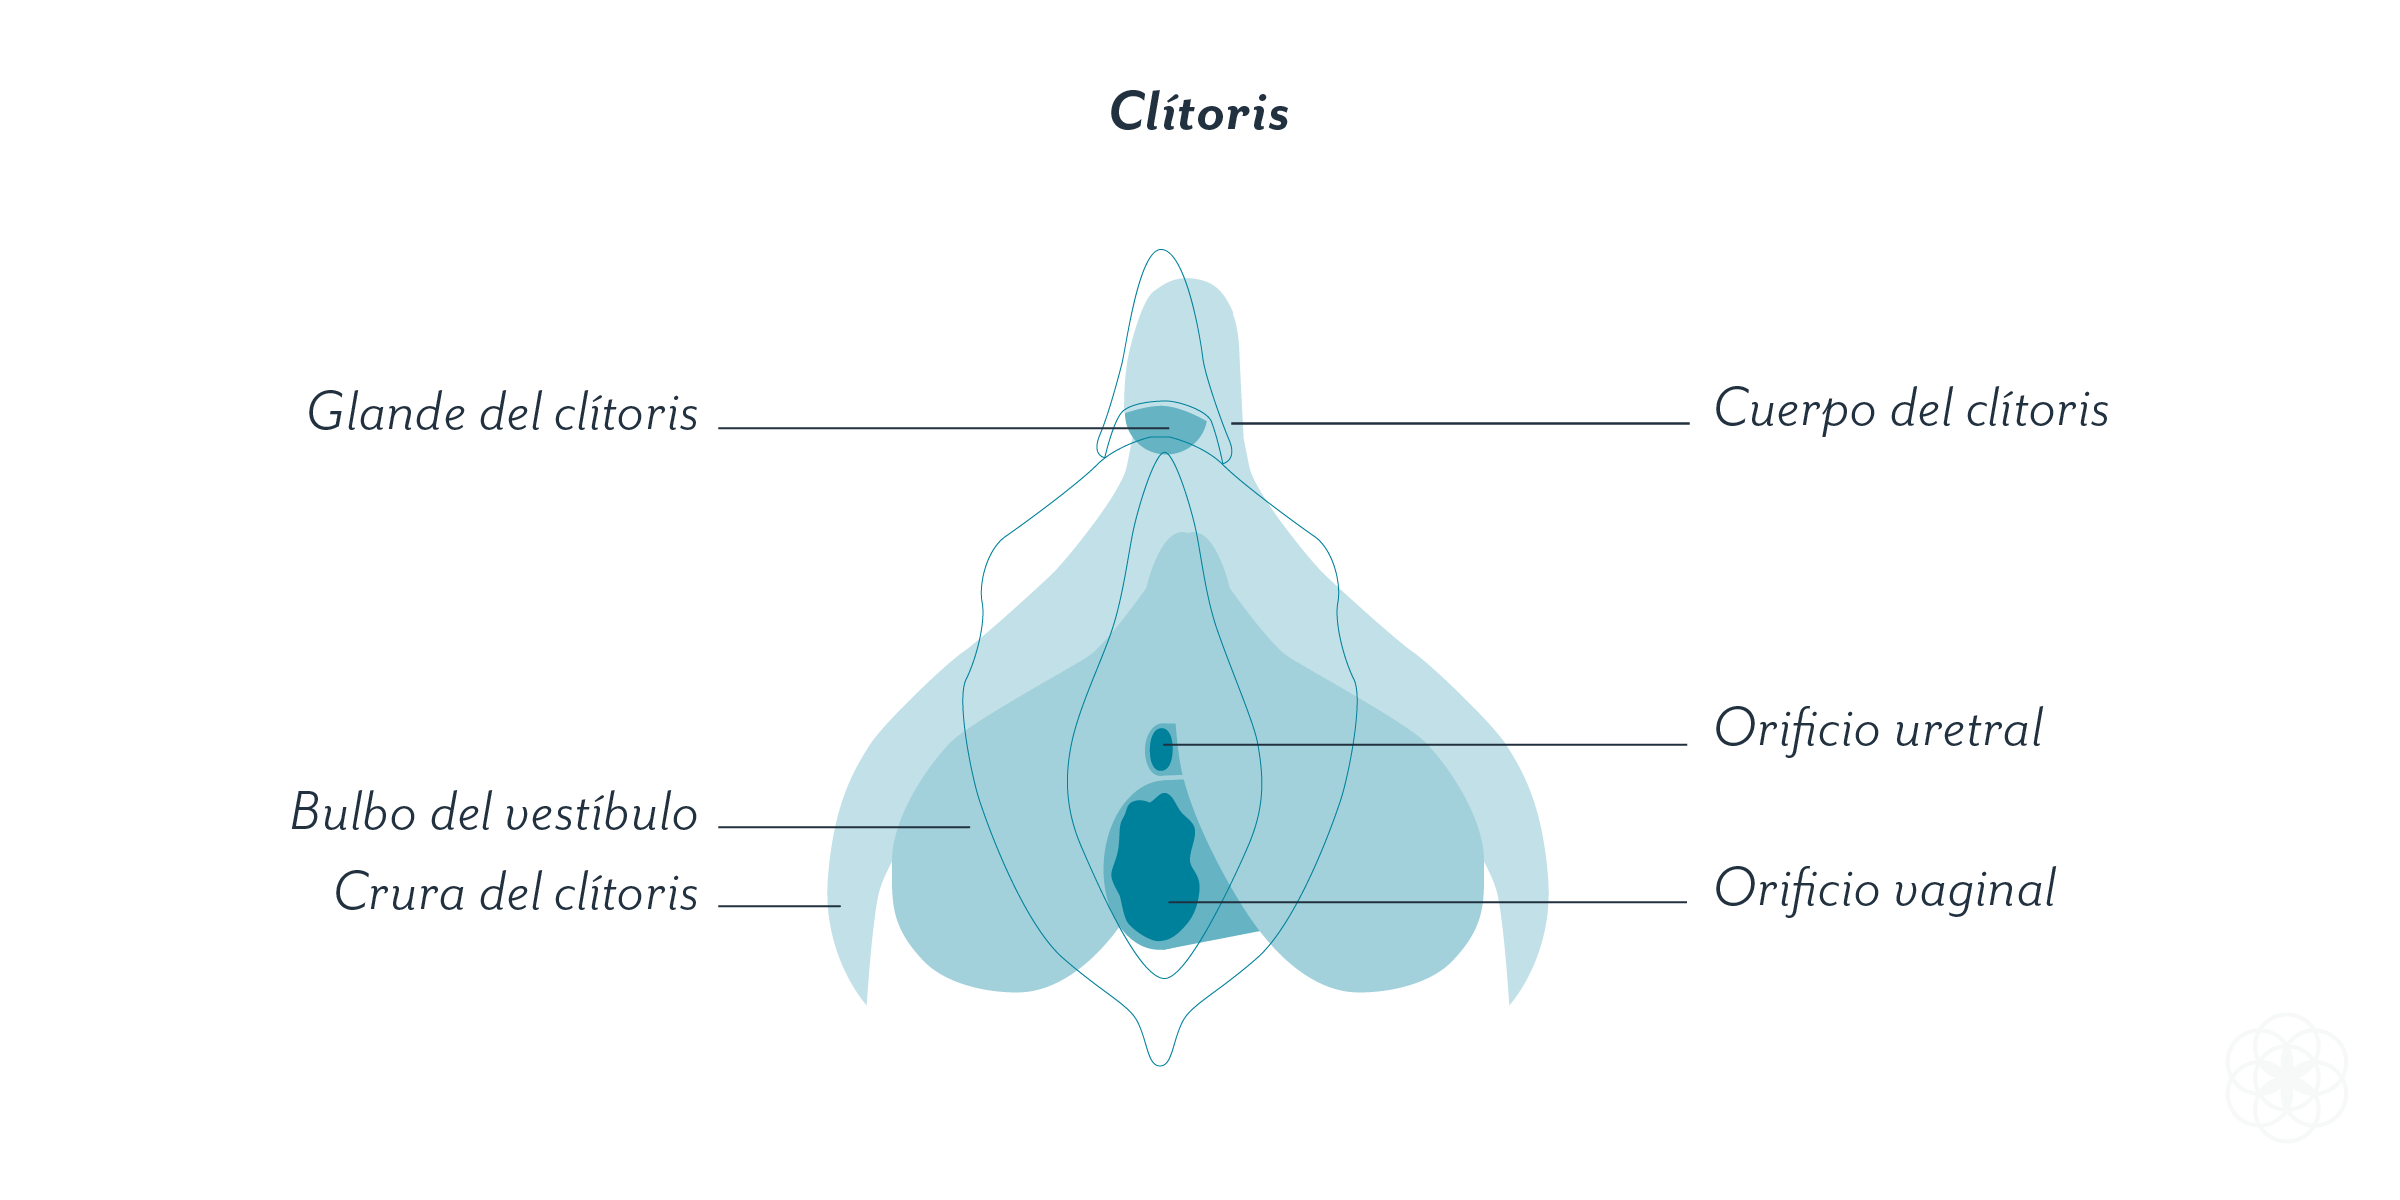 Clítoris
Glande del clítoris
Cuerpo del clítoris
Orificio uretral
Bulbo del vestíbulo
Crura del clítoris
Orificio vaginal